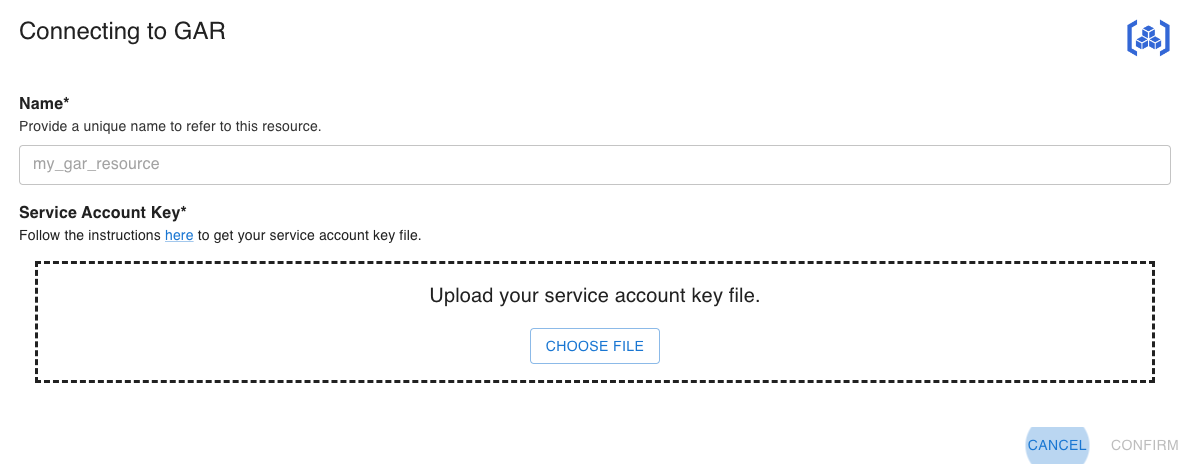 Connecting to GAR
Name*
Provide a unique name to refer to this resource.
my_gar_resource
Service Account Key*
Follow the instructions here to get your service account key file.
Upload your service account key file.
CHOOSE FILE
CANCEL CONFIRM